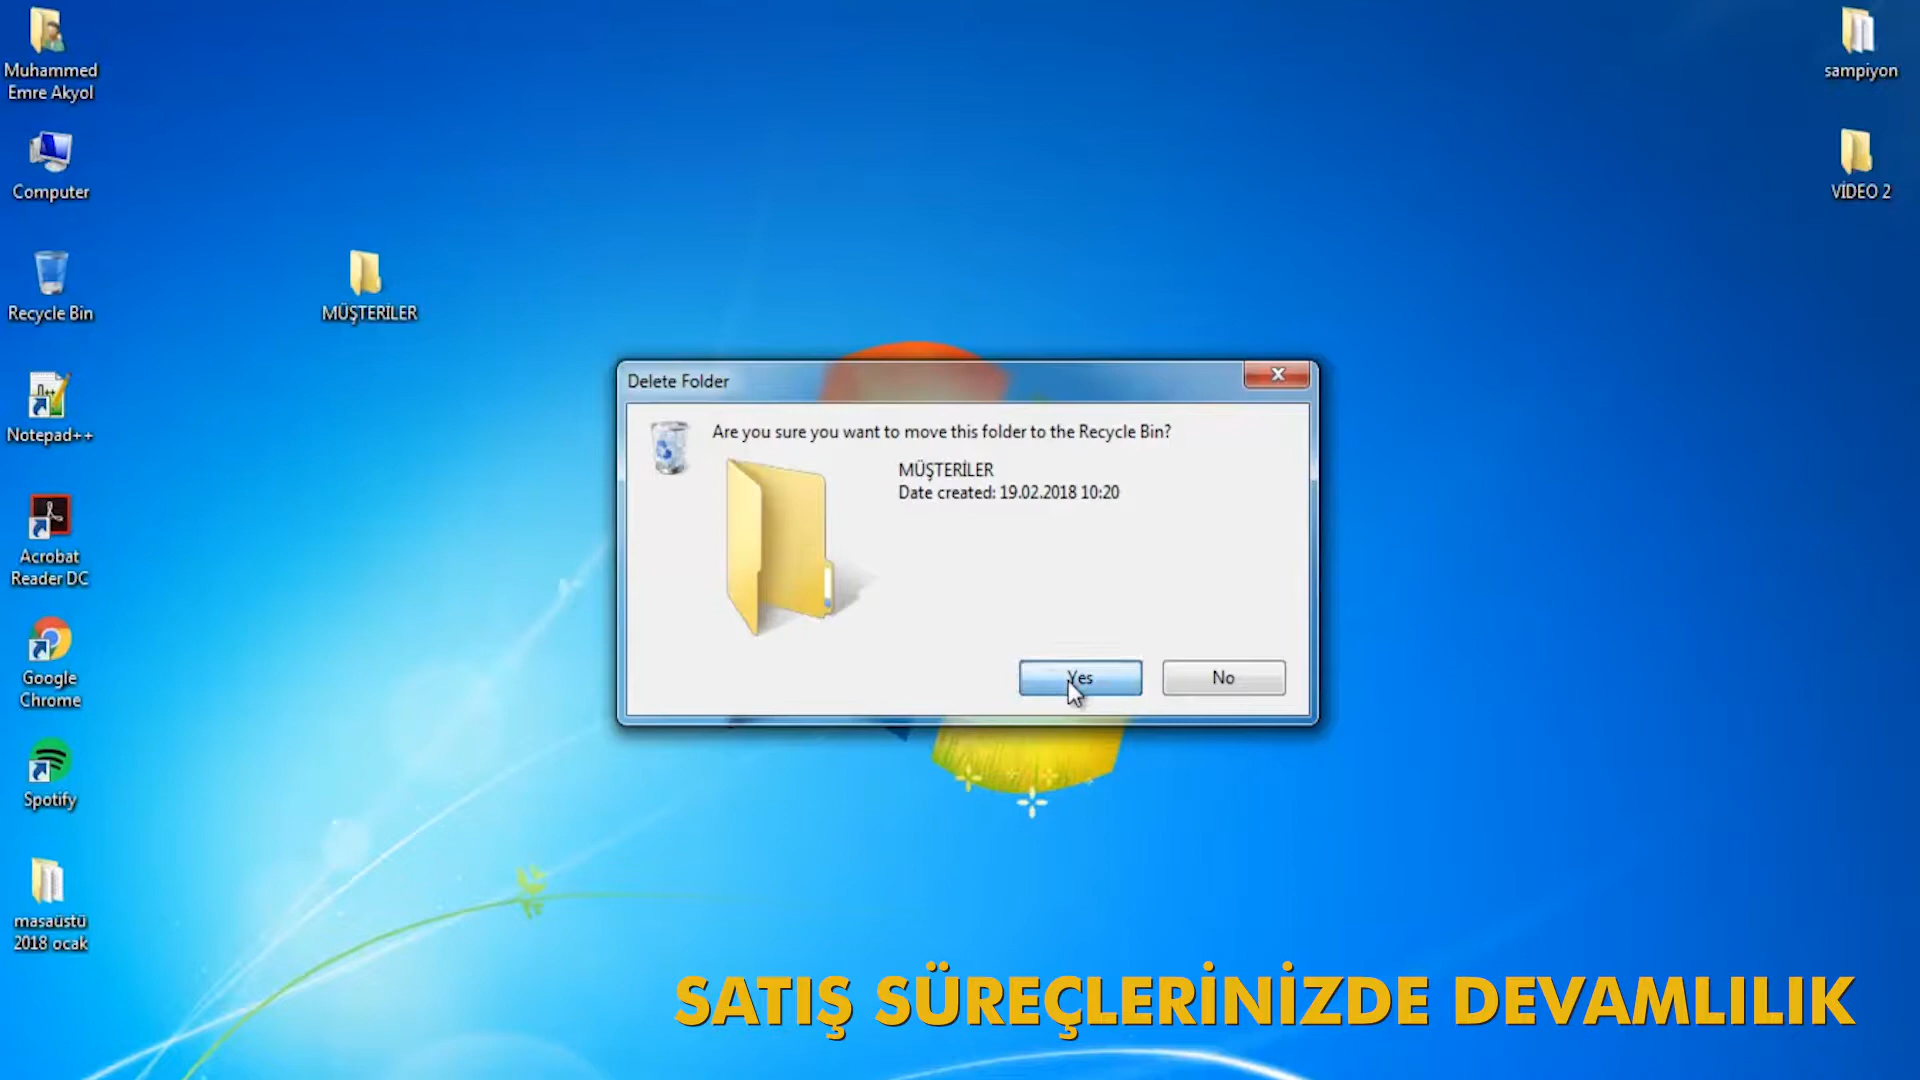 Muhammed
Emre Akyol
Computer
Recycle Bin
Notepad++
Acrobat
Reader DC
Google
Chrome
Spotify
masaüstü
2018 ocak
MÜŞTERİLER
sampiyon
VİDEO 2
Delete Folder
Are you sure you want to move this folder to the Recycle Bin?
MÜŞTERİLER
Date created: 19.02.2018 10:20
Yes
No
SATIŞ SÜREÇLERİNİZDE DEVAMLILIK